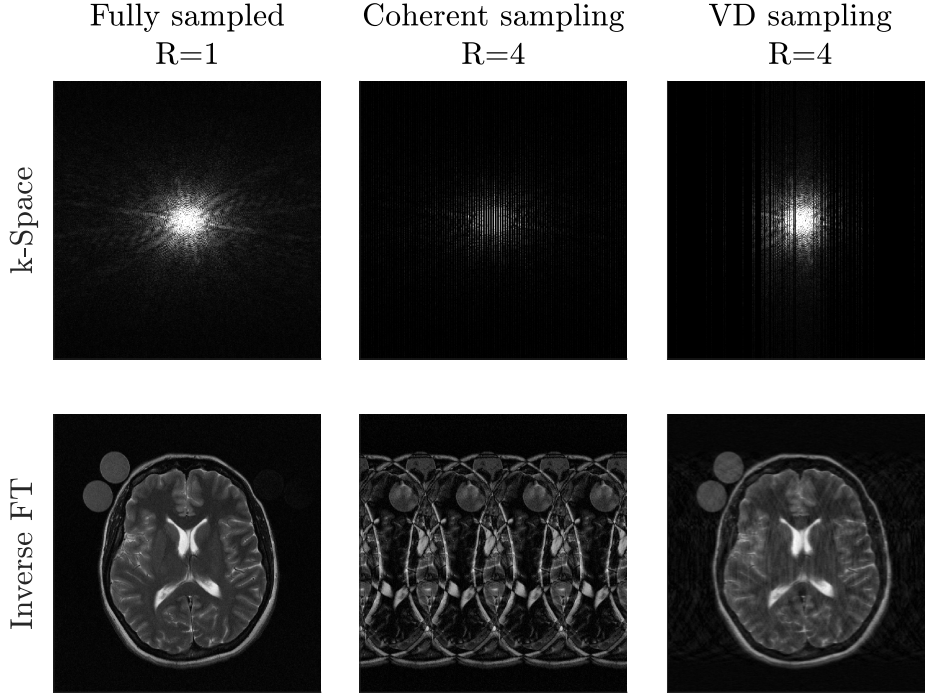 Fully sampled
R=1
Coherent sampling
R=4
VD sampling
R=4
k-Space
Inverse FT